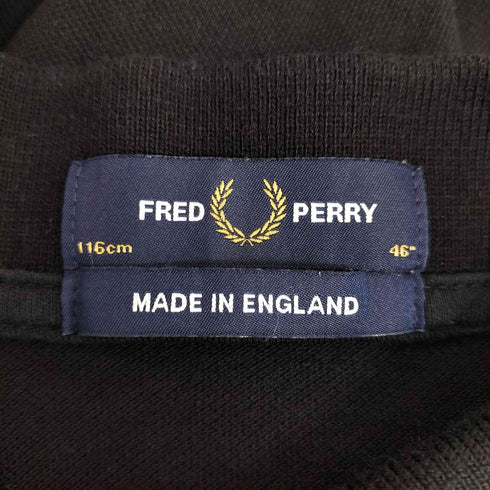 FRED PERRY
116cm 46"
MADE IN ENGLAND